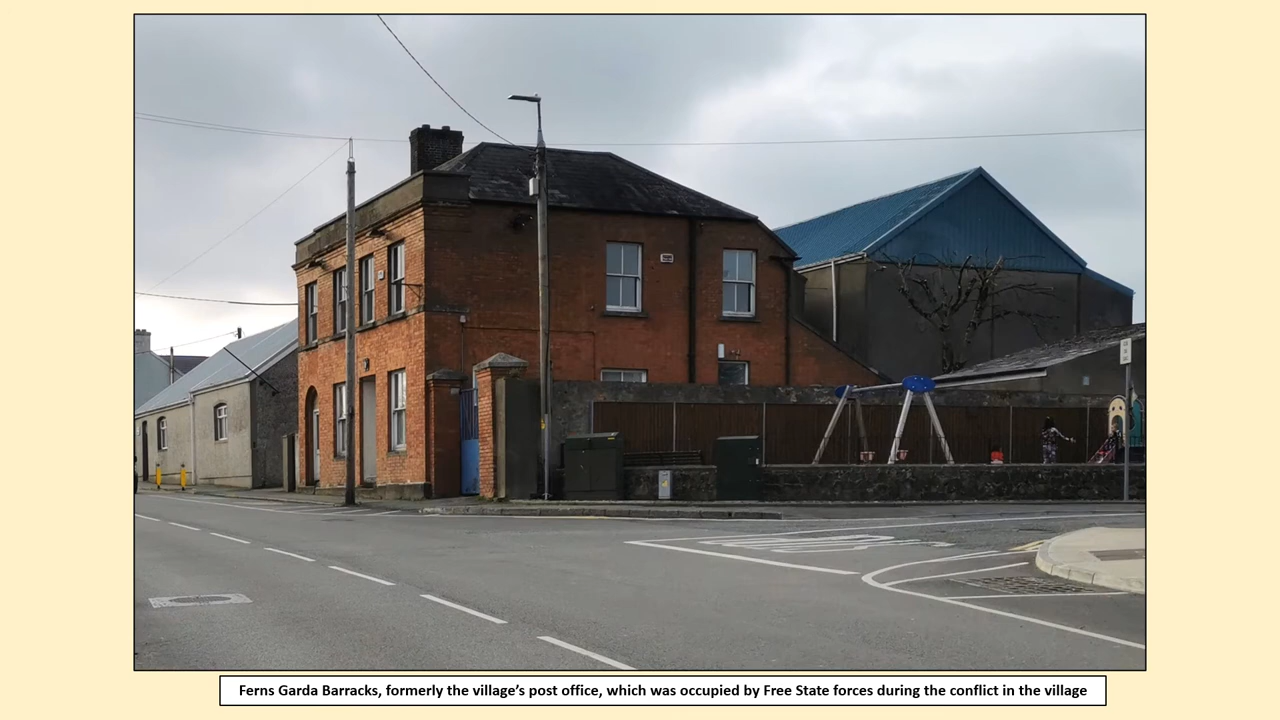 Ferns Garda Barracks, formerly the village's post office, which was occupied by Free State forces during the conflict in the village